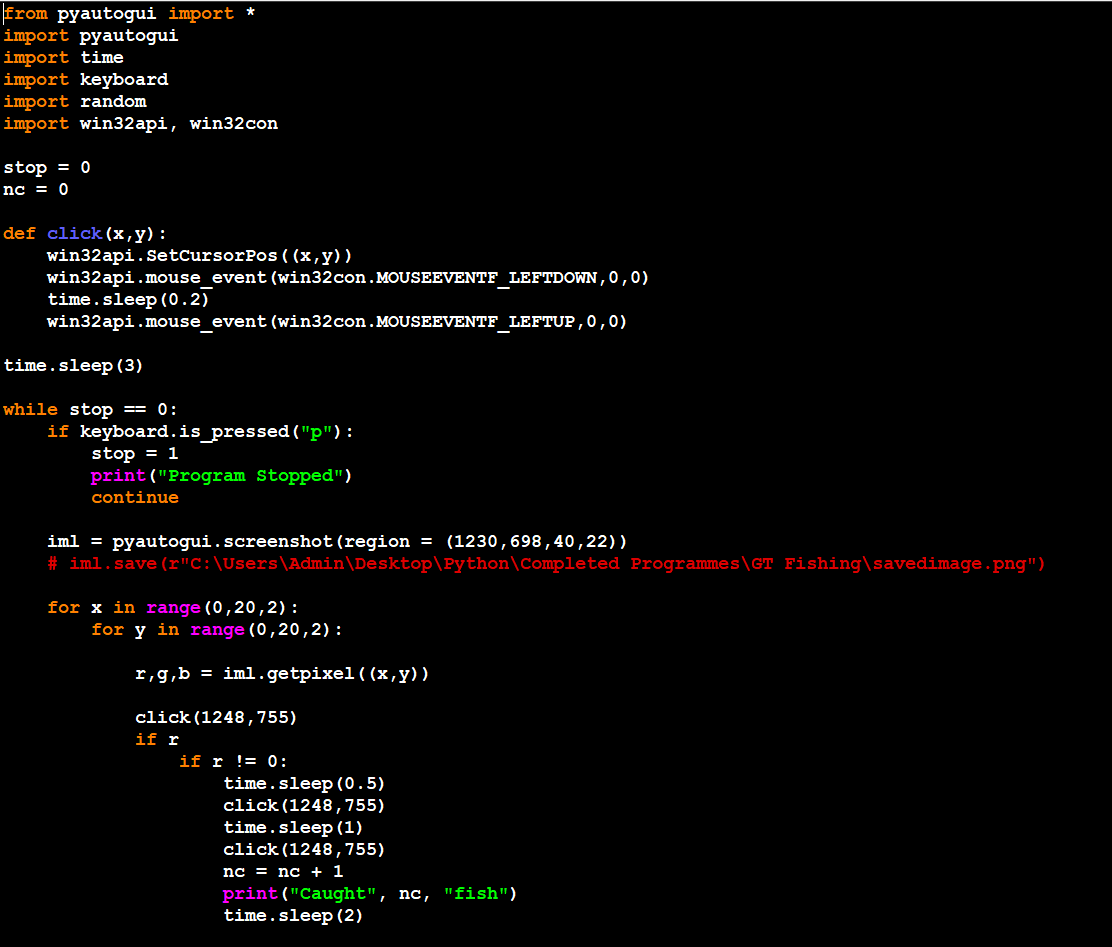 from pyautogui import *
import pyautogui
import time
import keyboard
import random
import win32api, win32con

stop = 0
nc = 0

def click(x,y):
    win32api.SetCursorPos((x,y))
    win32api.mouse_event(win32con.MOUSEEVENTF_LEFTDOWN,0,0)
    time.sleep(0.2)
    win32api.mouse_event(win32con.MOUSEEVENTF_LEFTUP,0,0)

time.sleep(3)

while stop == 0:
    if keyboard.is_pressed("p"):
        stop = 1
        print("Program Stopped")
        continue

    iml = pyautogui.screenshot(region = (1230,698,40,22))
    # iml.save(r"C:\Users\Admin\Desktop\Python\Completed Programmes\GT Fishing\savedimage.png")

    for x in range(0,20,2):
        for y in range(0,20,2):

            r,g,b = iml.getpixel((x,y))

            click(1248,755)
            if r
                if r != 0:
                    time.sleep(0.5)
                    click(1248,755)
                    time.sleep(1)
                    click(1248,755)
                    nc = nc + 1
                    print("Caught", nc, "fish")
                    time.sleep(2)